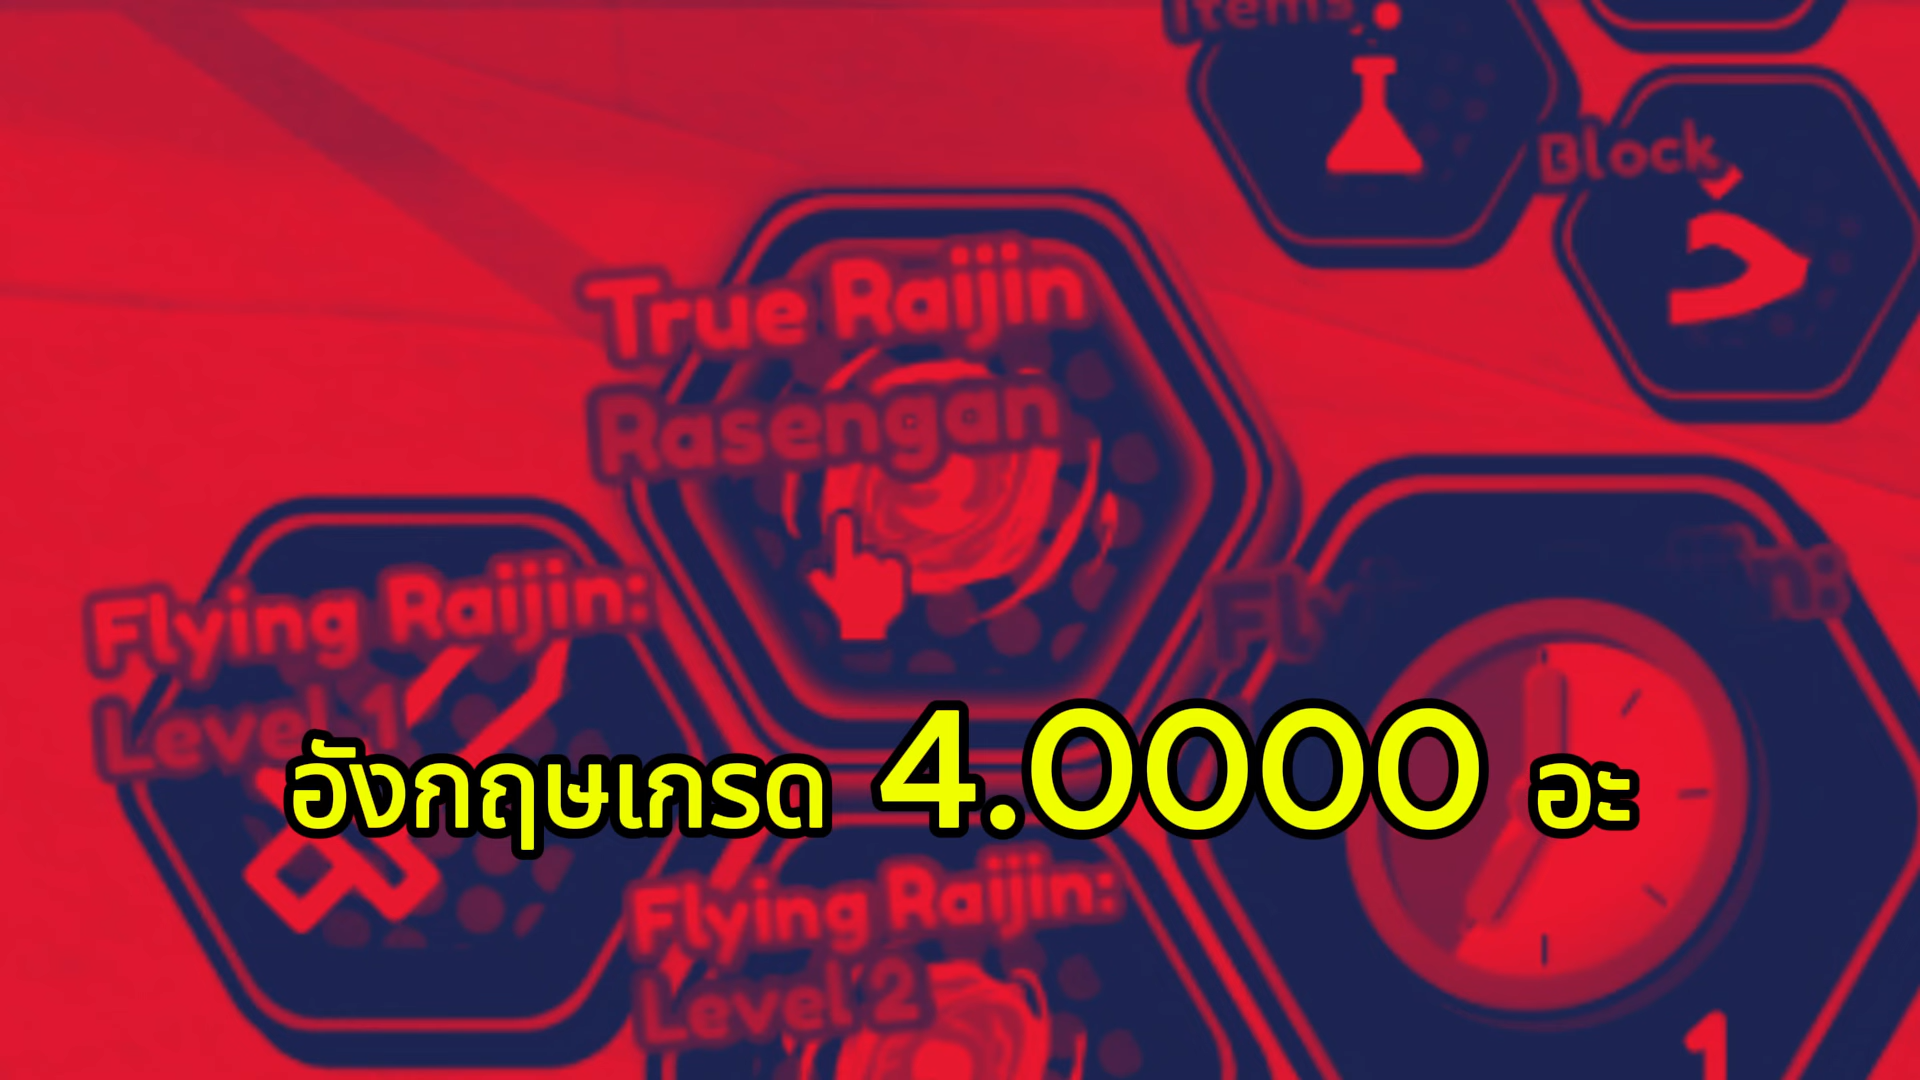 Items
Block
True Raijin
Rasengan
Flying Raijin:
Level 1
อังกฤษเกรด 4.0000 อะ
Flying Raijin:
Level 2
1